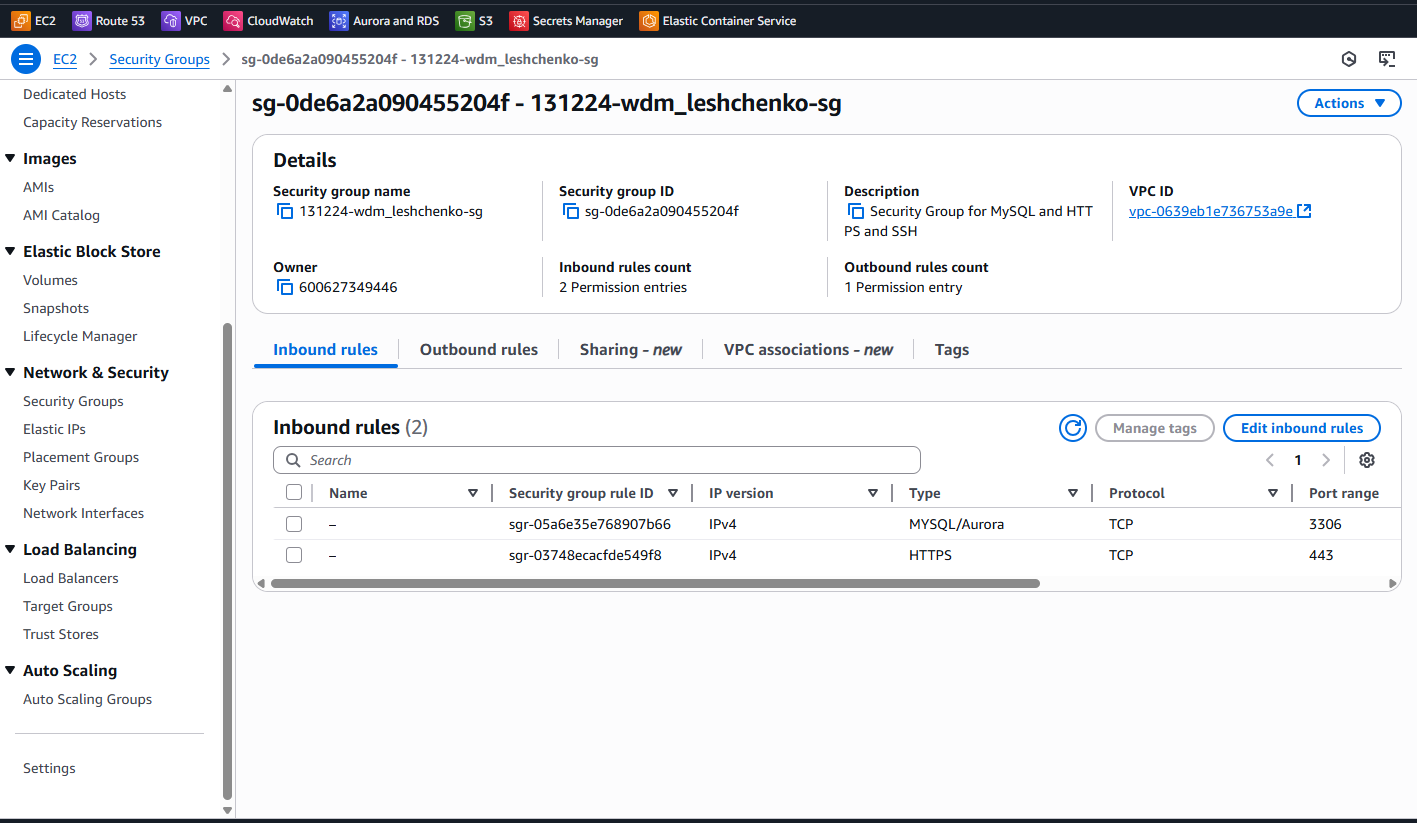 EC2 Route 53 VPC CloudWatch Aurora and RDS S3 Secrets Manager Elastic Container Service
EC2 Security Groups sg-0de6a2a090455204f - 131224-wdm_leshchenko-sg
Dedicated Hosts
Capacity Reservations
Images
AMIs
AMI Catalog
Elastic Block Store
Volumes
Snapshots
Lifecycle Manager
Network & Security
Security Groups
Elastic IPs
Placement Groups
Key Pairs
Network Interfaces
Load Balancing
Load Balancers
Target Groups
Trust Stores
Auto Scaling
Auto Scaling Groups
Settings
sg-0de6a2a090455204f - 131224-wdm_leshchenko-sg
Actions
Details
Security group name
131224-wdm_leshchenko-sg
Security group ID
sg-0de6a2a090455204f
Description
Security Group for MySQL and HTT
PS and SSH
VPC ID
vpc-0639eb1e736753a9e
Owner
600627349446
Inbound rules count
2 Permission entries
Outbound rules count
1 Permission entry
Inbound rules Outbound rules Sharing - new VPC associations - new Tags
Inbound rules (2)
Manage tags
Edit inbound rules
Search
1
Name Security group rule ID IP version Type Protocol Port range
– sgr-05a6e35e768907b66 IPv4 MYSQL/Aurora TCP 3306
– sgr-03748ecacfde549f8 IPv4 HTTPS TCP 443